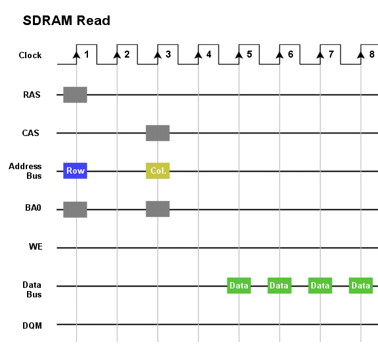 SDRAM Read
Clock 1 2 3 4 5 6 7 8
RAS
CAS
Address
Bus
Row Col.
BA0
WE
Data
Bus
Data Data Data Data
DQM